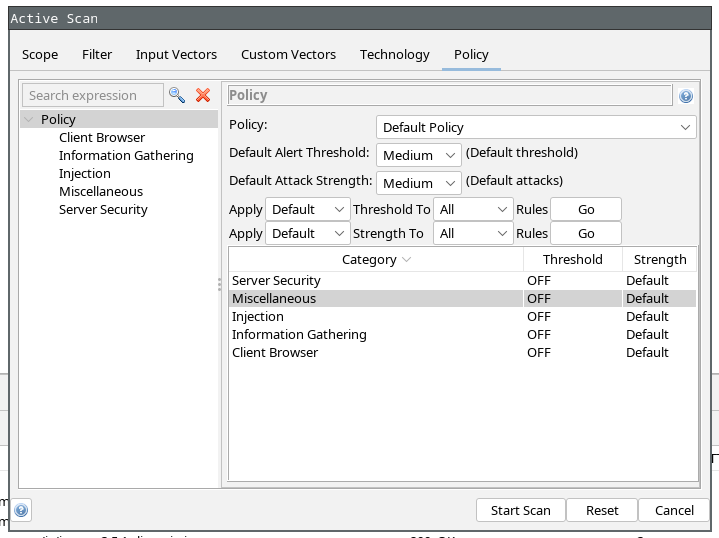 Active Scan
Scope Filter Input Vectors Custom Vectors Technology Policy
Search expression
Policy
Client Browser
Information Gathering
Injection
Miscellaneous
Server Security
Policy
Policy: Default Policy
Default Alert Threshold: Medium (Default threshold)
Default Attack Strength: Medium (Default attacks)
Apply Default Threshold To All Rules Go
Apply Default Strength To All Rules Go
Category Threshold Strength
Server Security OFF Default
Miscellaneous OFF Default
Injection OFF Default
Information Gathering OFF Default
Client Browser OFF Default
Start Scan Reset Cancel